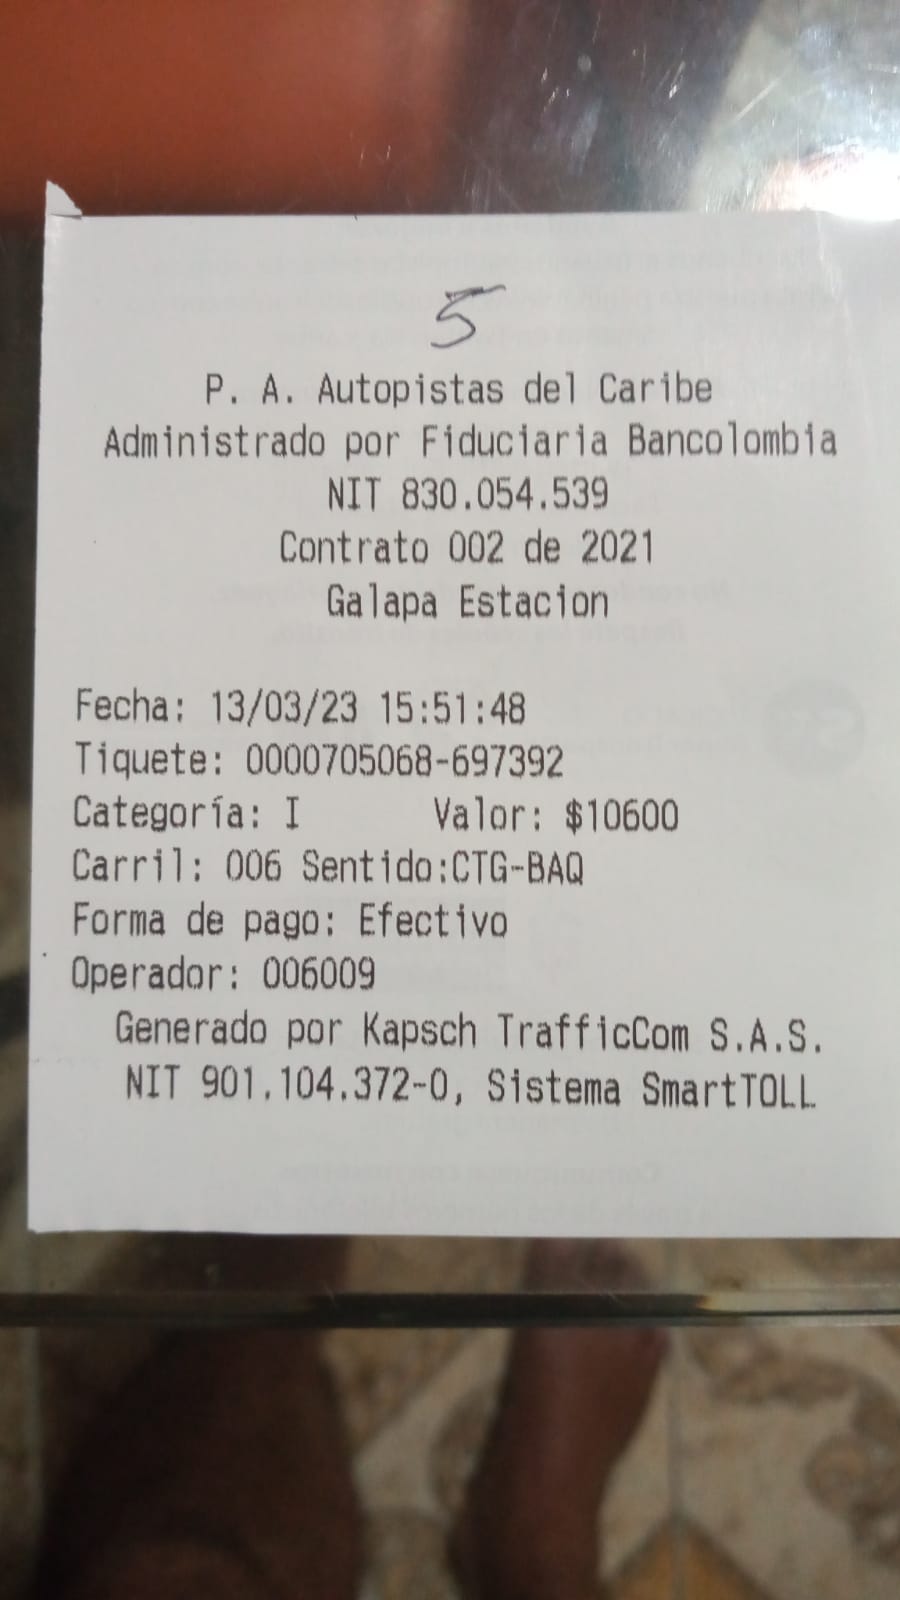 5
P. A. Autopistas del Caribe
Administrado por Fiduciaria Bancolombia
NIT 830.054.539
Contrato 002 de 2021
Galapa Estacion
Fecha: 13/03/23 15:51:48
Tiquete: 0000705068-697392
Categoría: I Valor: $10600
Carril: 006 Sentido:CTG-BAQ
Forma de pago: Efectivo
Operador: 006009
Generado por Kapsch TrafficCom S.A.S.
NIT 901.104.372-0, Sistema SmartTOLL